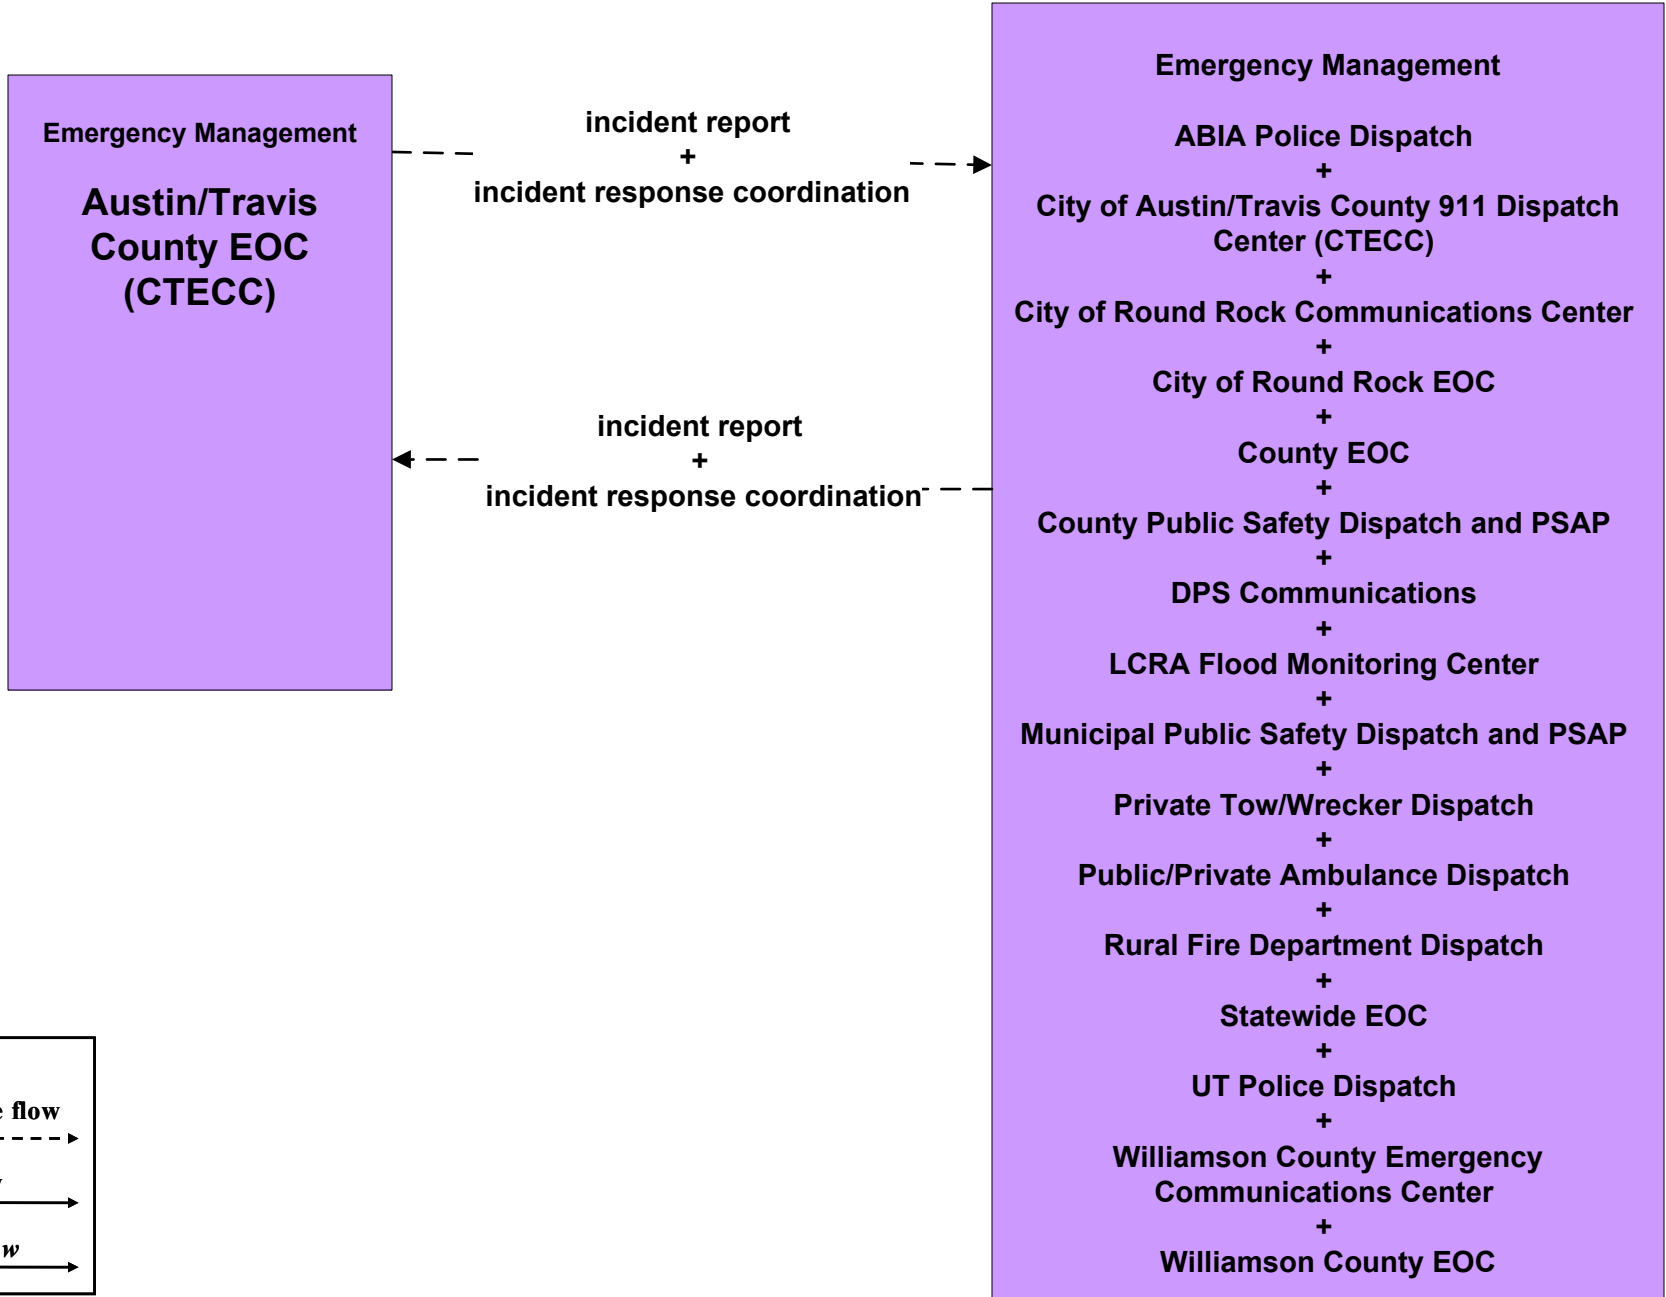 Emergency Management
Austin/Travis
County EOC
(CTECC)
incident report
+
incident response coordination
incident report
+
incident response coordination
Emergency Management
ABIA Police Dispatch
+
City of Austin/Travis County 911 Dispatch
Center (CTECC)
+
City of Round Rock Communications Center
+
City of Round Rock EOC
+
County EOC
+
County Public Safety Dispatch and PSAP
+
DPS Communications
+
LCRA Flood Monitoring Center
+
Municipal Public Safety Dispatch and PSAP
+
Private Tow/Wrecker Dispatch
+
Public/Private Ambulance Dispatch
+
Rural Fire Department Dispatch
+
Statewide EOC
+
UT Police Dispatch
+
Williamson County Emergency
Communications Center
+
Williamson County EOC
flow